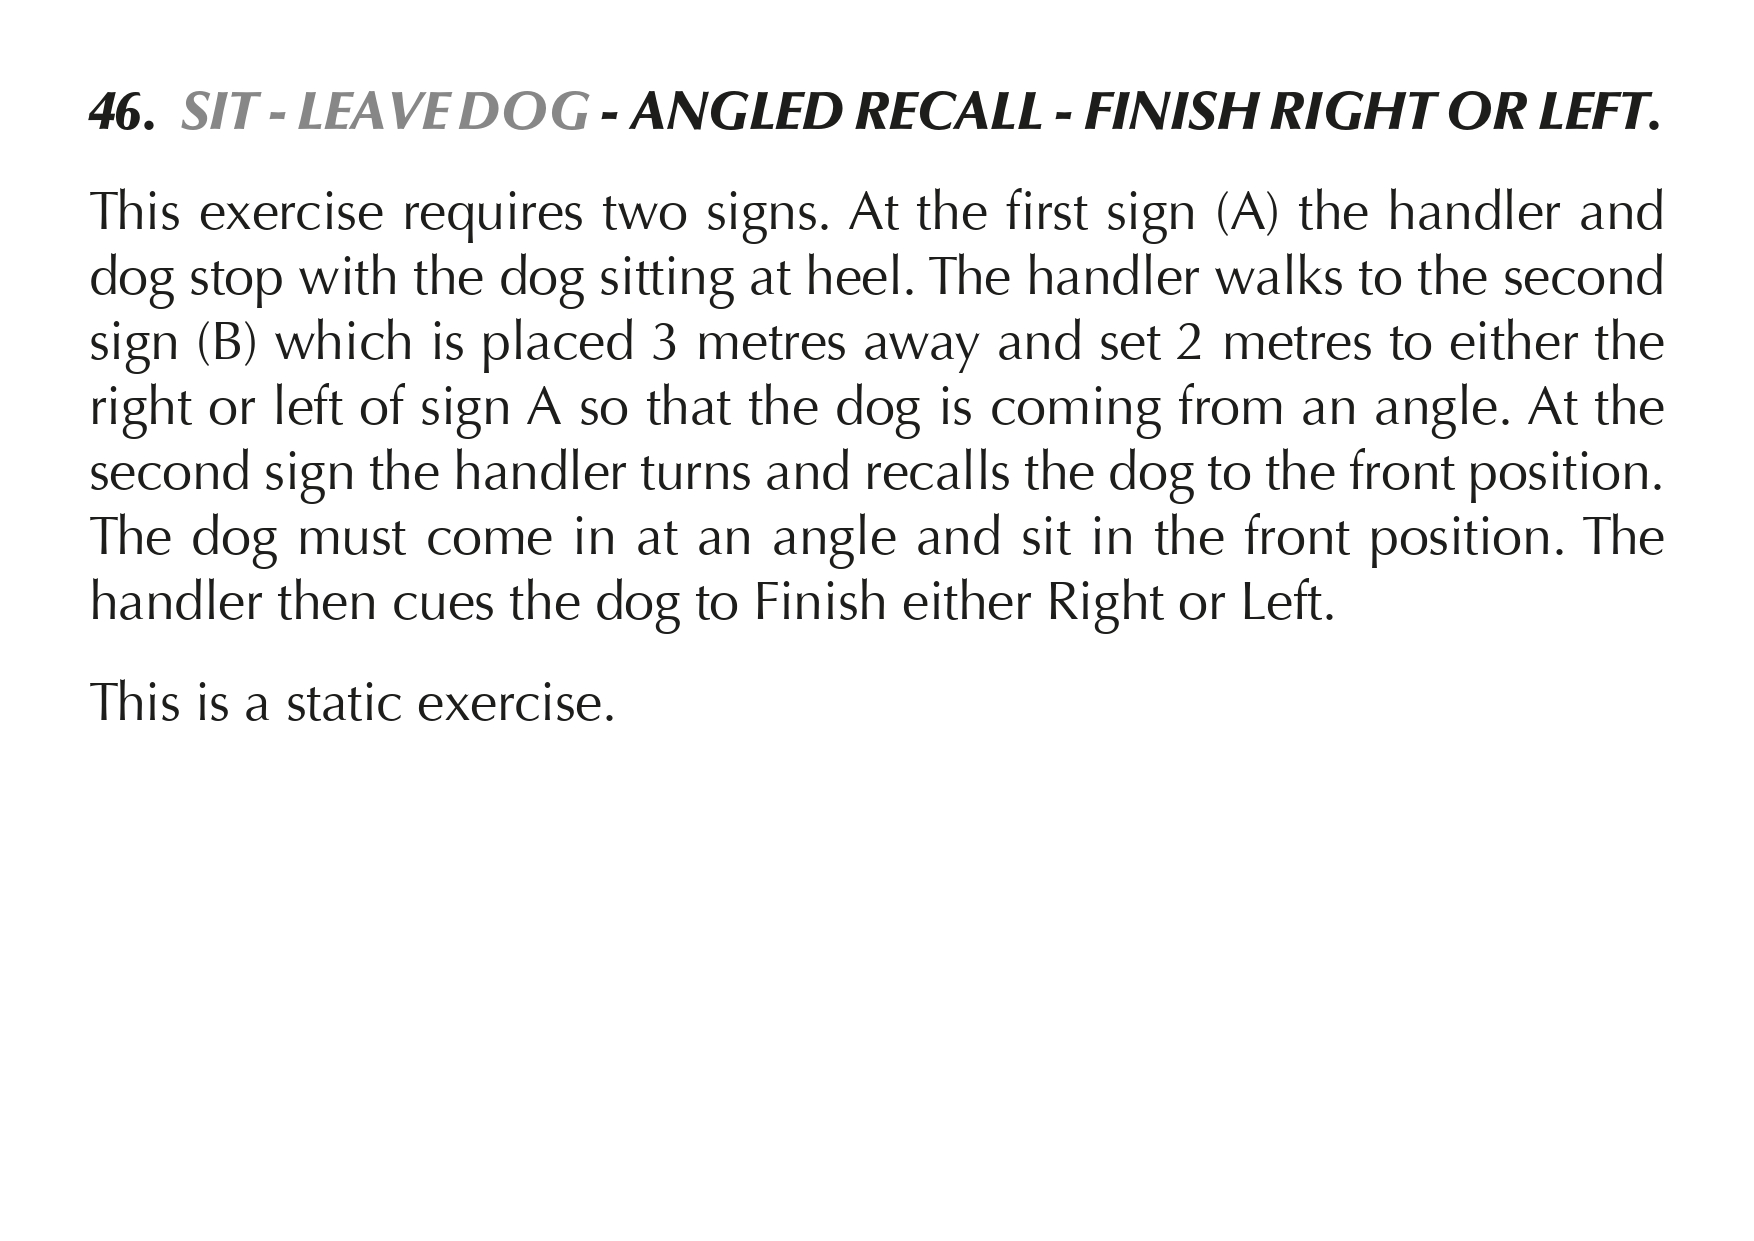 46. SIT - LEAVE DOG - ANGLED RECALL - FINISH RIGHT OR LEFT.
This exercise requires two signs. At the first sign (A) the handler and
dog stop with the dog sitting at heel. The handler walks to the second
sign (B) which is placed 3 metres away and set 2 metres to either the
right or left of sign A so that the dog is coming from an angle. At the
second sign the handler turns and recalls the dog to the front position.
The dog must come in at an angle and sit in the front position. The
handler then cues the dog to Finish either Right or Left.
This is a static exercise.